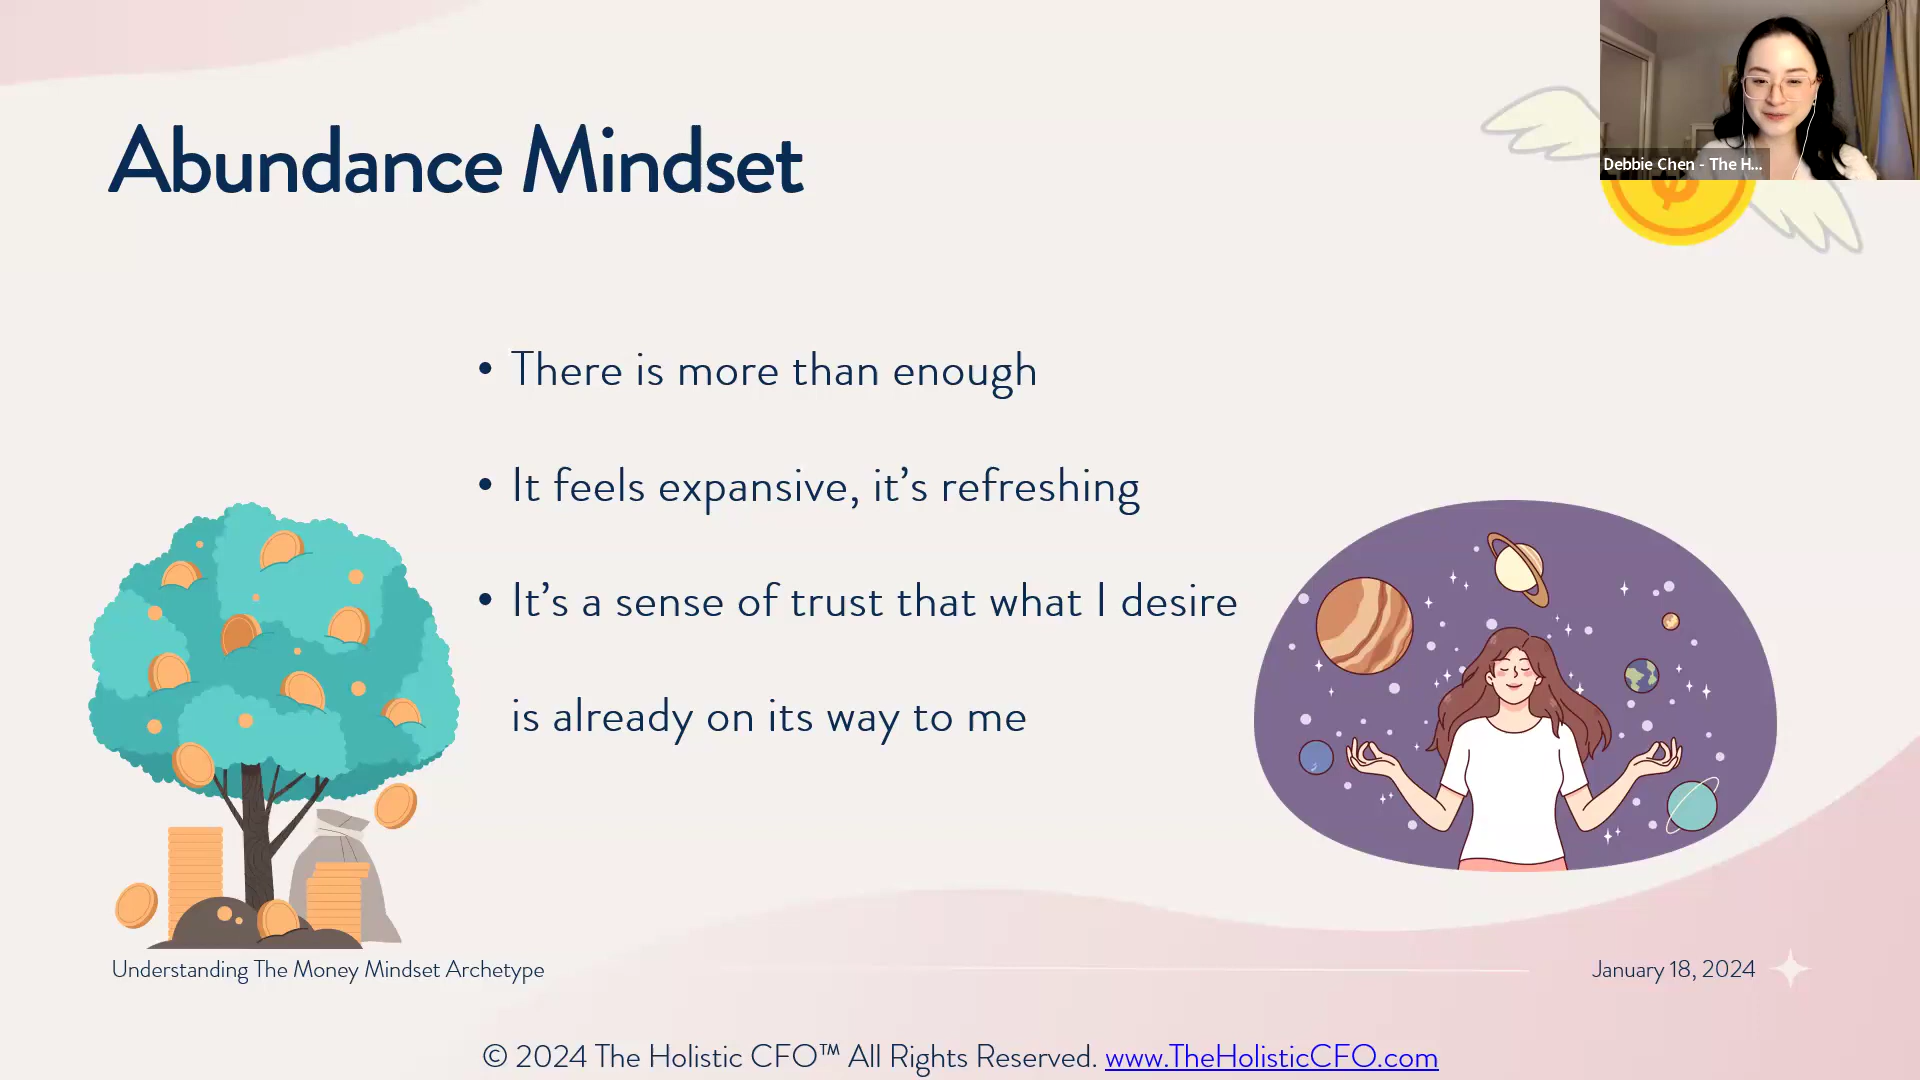 Abundance Mindset
Debbie Chen - The H...
$
• There is more than enough
• It feels expansive, it’s refreshing
• It’s a sense of trust that what I desire
is already on its way to me
Understanding The Money Mindset Archetype
January 18, 2024
© 2024 The Holistic CFO™ All Rights Reserved. www.TheHolisticCFO.com